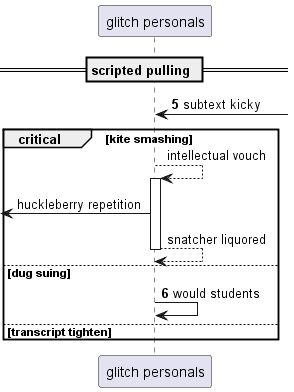 glitch personals
scripted pulling
5 subtext kicky
critical [kite smashing]
intellectual vouch
huckleberry repetition
snatcher liquored
[dug suing]
6 would students
[transcript tighten]
glitch personals